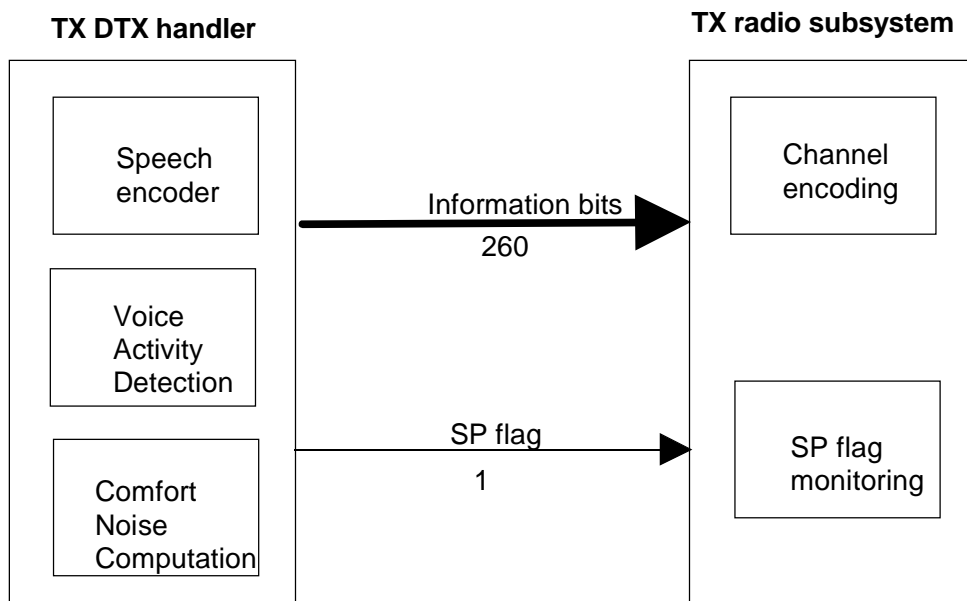 TX DTX handler
TX radio subsystem
Speech
encoder
Information bits
260
Channel
encoding
Voice
Activity
Detection
SP flag
1
SP flag
monitoring
Comfort
Noise
Computation